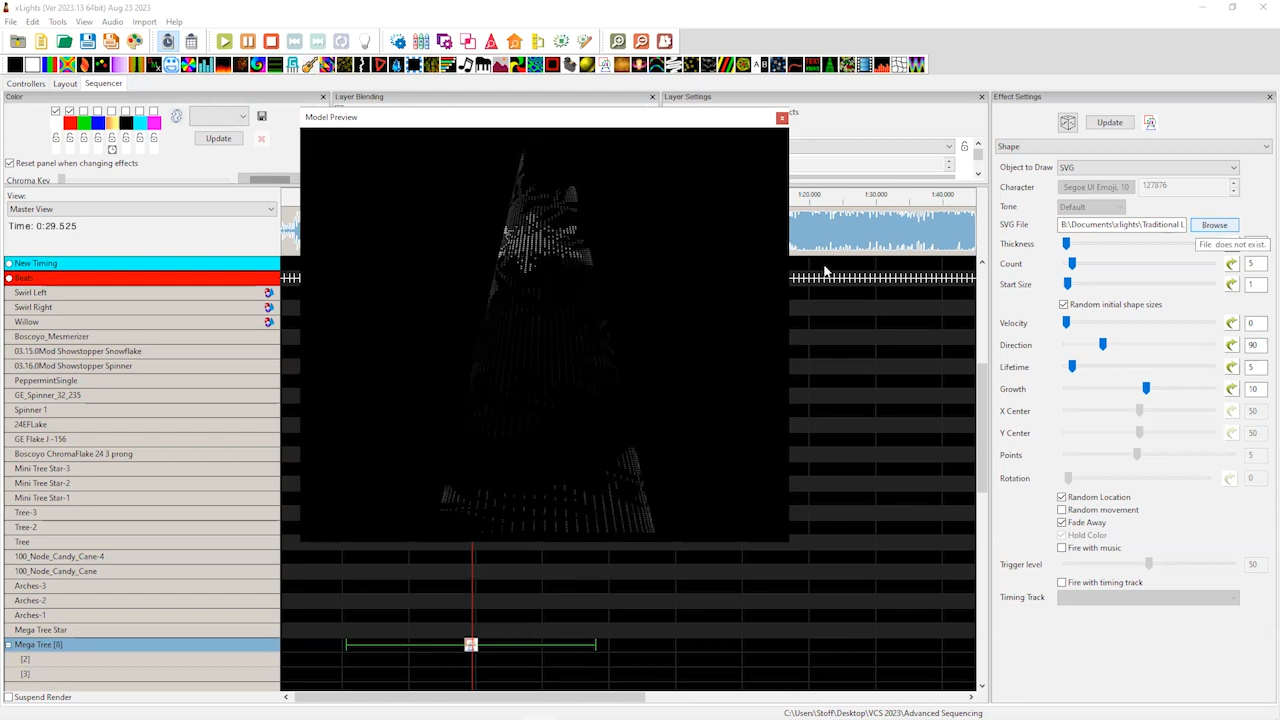 xLights (Ver 2023.13 64bit) Aug 23 2023
File Edit Tools View Audio Import Help
Controllers Layout Sequencer
Color
Layer Blending
Layer Settings
Effect Settings
Model Preview
Update
Update
Reset panel when changing effects
Chroma Key
Shape
Object to Draw SVG
Character Segoe UI Emoji, 10 127876
Tone Default
SVG File B:\Documents\xlights\Traditional L Browse
File does not exist.
Thickness
Count 5
Start Size 1
Random initial shape sizes
Velocity 0
Direction 90
Lifetime 5
Growth 10
X Center 50
Y Center 50
Points 5
Rotation 0
Random Location
Random movement
Fade Away
Hold Color
Fire with music
Trigger level 50
Fire with timing track
Timing Track
View:
Master View
Time: 0:29.525
1:20.000 1:30.000 1:40.000
New Timing
Beats
Swirl Left
Swirl Right
Willow
Boscoyo_Mesmerizer
03.15.0Mod Showstopper Snowflake
03.16.0Mod Showstopper Spinner
PeppermintSingle
GE_Spinner_32_235
Spinner 1
24EFLake
GE Flake J -156
Boscoyo ChromaFlake 24 3 prong
Mini Tree Star-3
Mini Tree Star-2
Mini Tree Star-1
Tree-3
Tree-2
Tree
100_Node_Candy_Cane-4
100_Node_Candy_Cane
Arches-3
Arches-2
Arches-1
Mega Tree Star
Mega Tree [8]
[2]
[3]
Suspend Render
C:\Users\Stoff\Desktop\VCS 2023\Advanced Sequencing